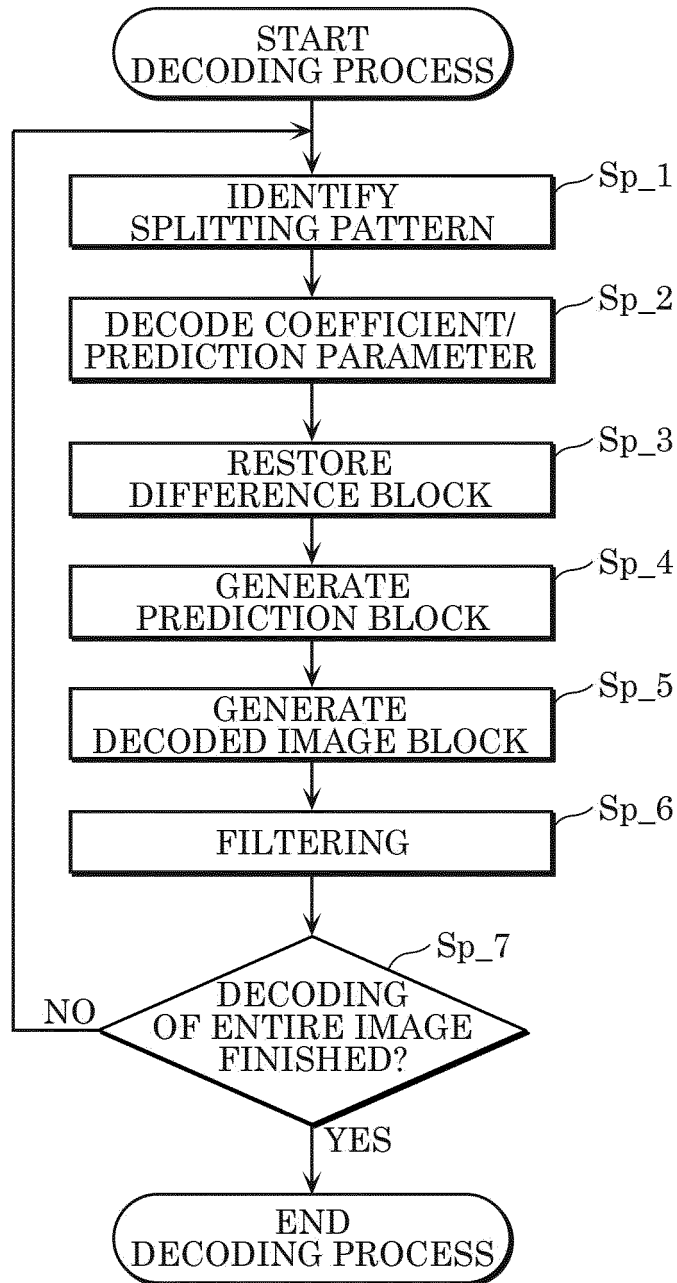 START
DECODING PROCESS
Sp_1
IDENTIFY
SPLITTING PATTERN
Sp_2
DECODE COEFFICIENT/
PREDICTION PARAMETER
Sp_3
RESTORE
DIFFERENCE BLOCK
Sp_4
GENERATE
PREDICTION BLOCK
Sp_5
GENERATE
DECODED IMAGE BLOCK
Sp_6
FILTERING
Sp_7
DECODING
OF ENTIRE IMAGE
FINISHED?
NO
YES
END
DECODING PROCESS